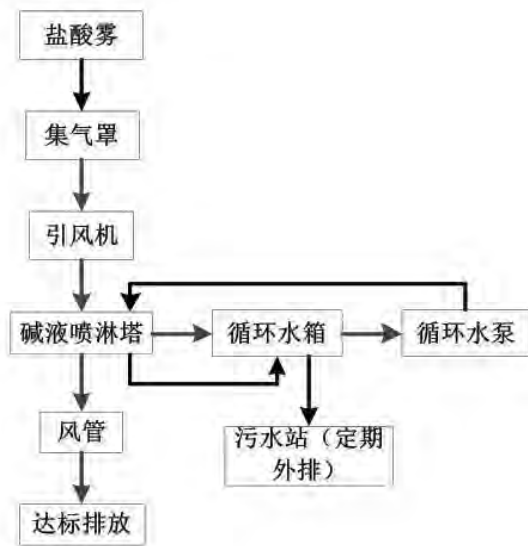 盐酸雾
集气罩
引风机
碱液喷淋塔
循环水箱
循环水泵
风管
污水站（定期
外排）
达标排放